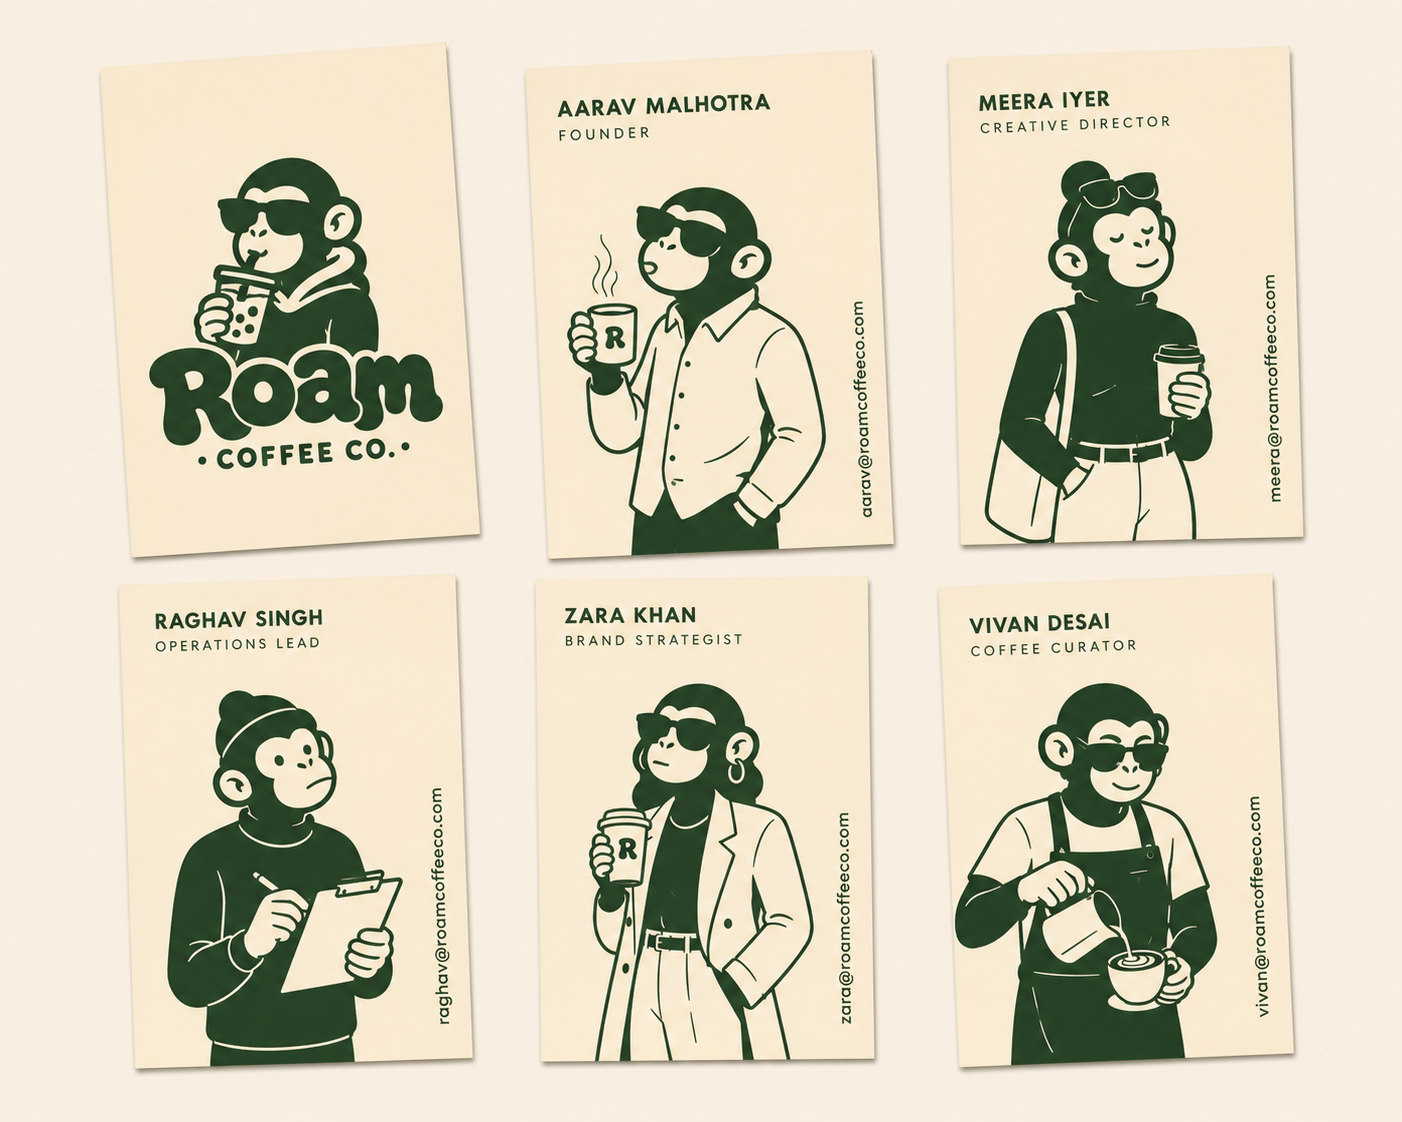 Roam
• COFFEE CO. •
AARAV MALHOTRA
FOUNDER
R
aarav@roamcoffeeco.com
MEERA IYER
CREATIVE DIRECTOR
meera@roamcoffeeco.com
RAGHAV SINGH
OPERATIONS LEAD
raghav@roamcoffeeco.com
ZARA KHAN
BRAND STRATEGIST
R
zara@roamcoffeeco.com
VIVAN DESAI
COFFEE CURATOR
vivan@roamcoffeeco.com